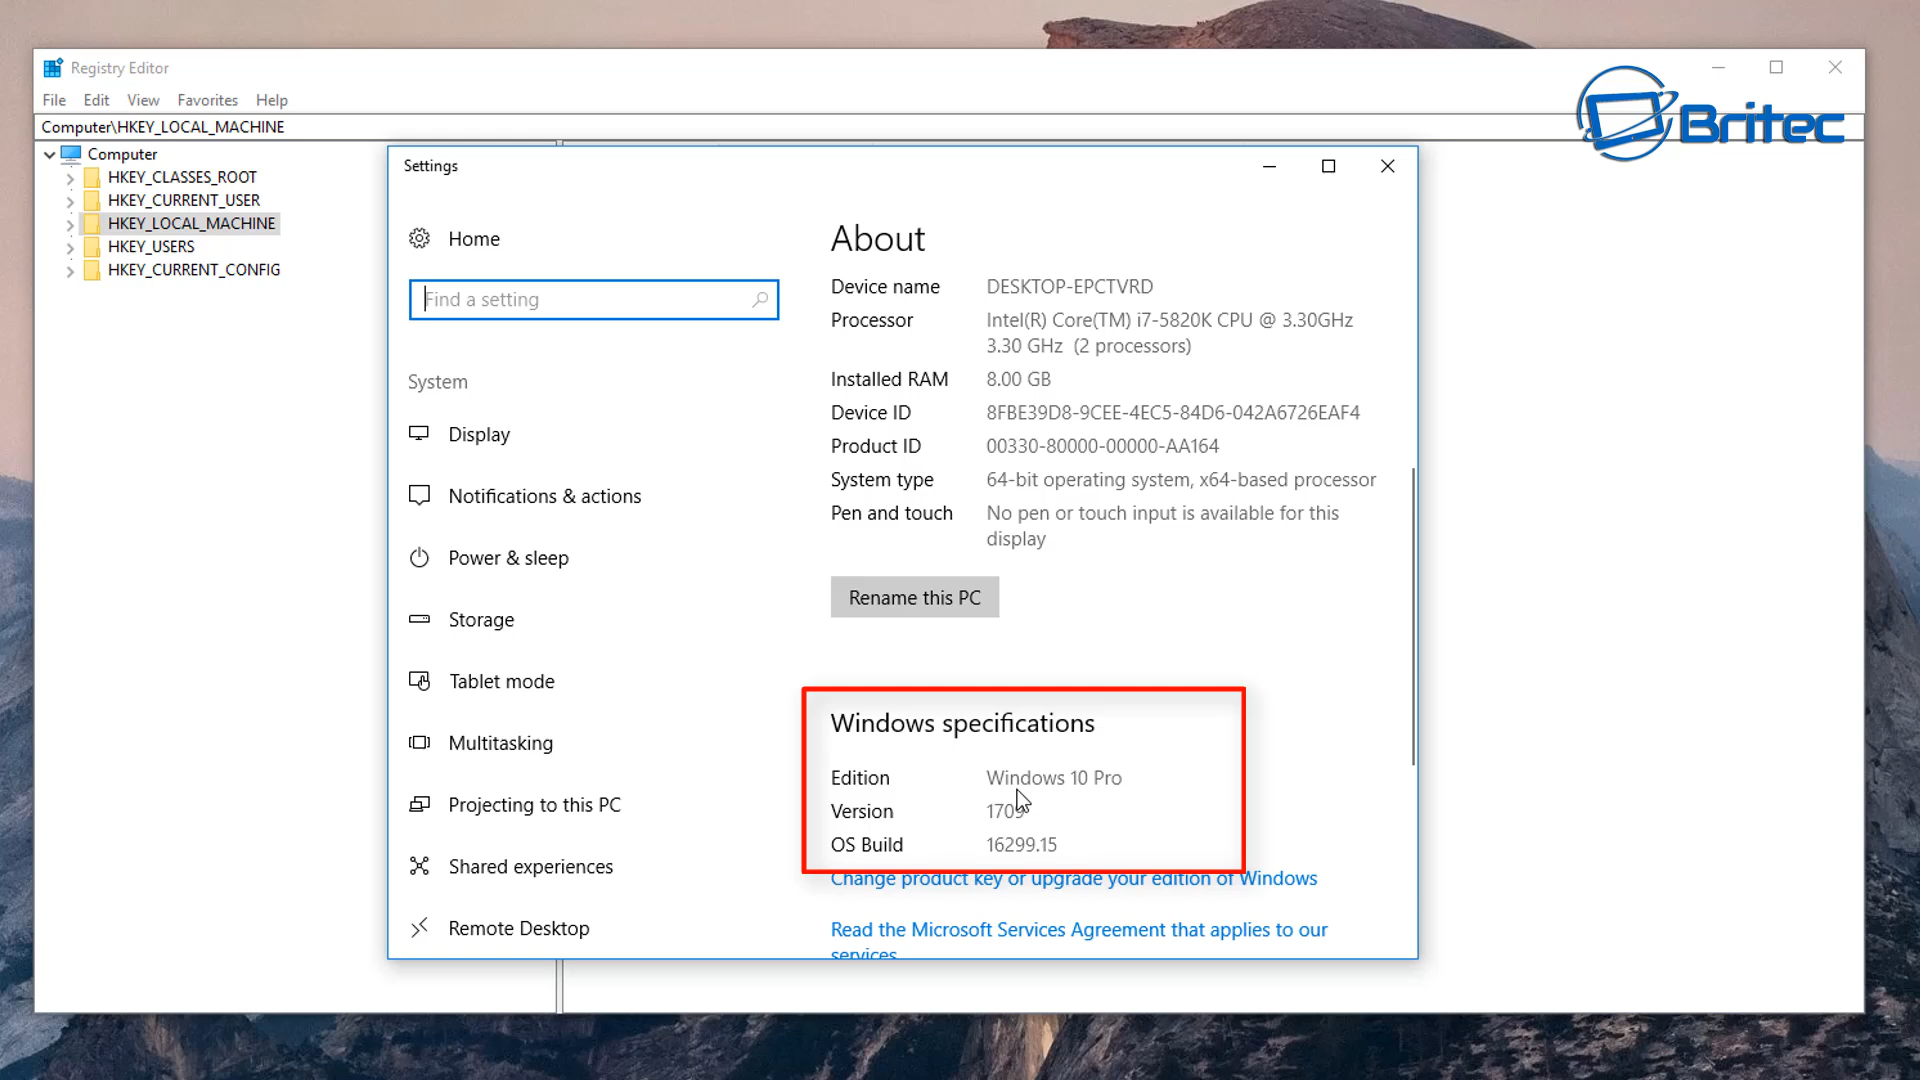 Registry Editor
File Edit View Favorites Help
Britec
Computer\HKEY_LOCAL_MACHINE
Computer
HKEY_CLASSES_ROOT
HKEY_CURRENT_USER
HKEY_LOCAL_MACHINE
HKEY_USERS
HKEY_CURRENT_CONFIG
Settings
Home
Find a setting
System
Display
Notifications & actions
Power & sleep
Storage
Tablet mode
Multitasking
Projecting to this PC
Shared experiences
Remote Desktop
About
Device name DESKTOP-EPCTVRD
Processor Intel(R) Core(TM) i7-5820K CPU @ 3.30GHz
3.30 GHz (2 processors)
Installed RAM 8.00 GB
Device ID 8FBE39D8-9CEE-4EC5-84D6-042A6726EAF4
Product ID 00330-80000-00000-AA164
System type 64-bit operating system, x64-based processor
Pen and touch No pen or touch input is available for this
display
Rename this PC
Windows specifications
Edition Windows 10 Pro
Version 1709
OS Build 16299.15
Change product key or upgrade your edition of Windows
Read the Microsoft Services Agreement that applies to our
services